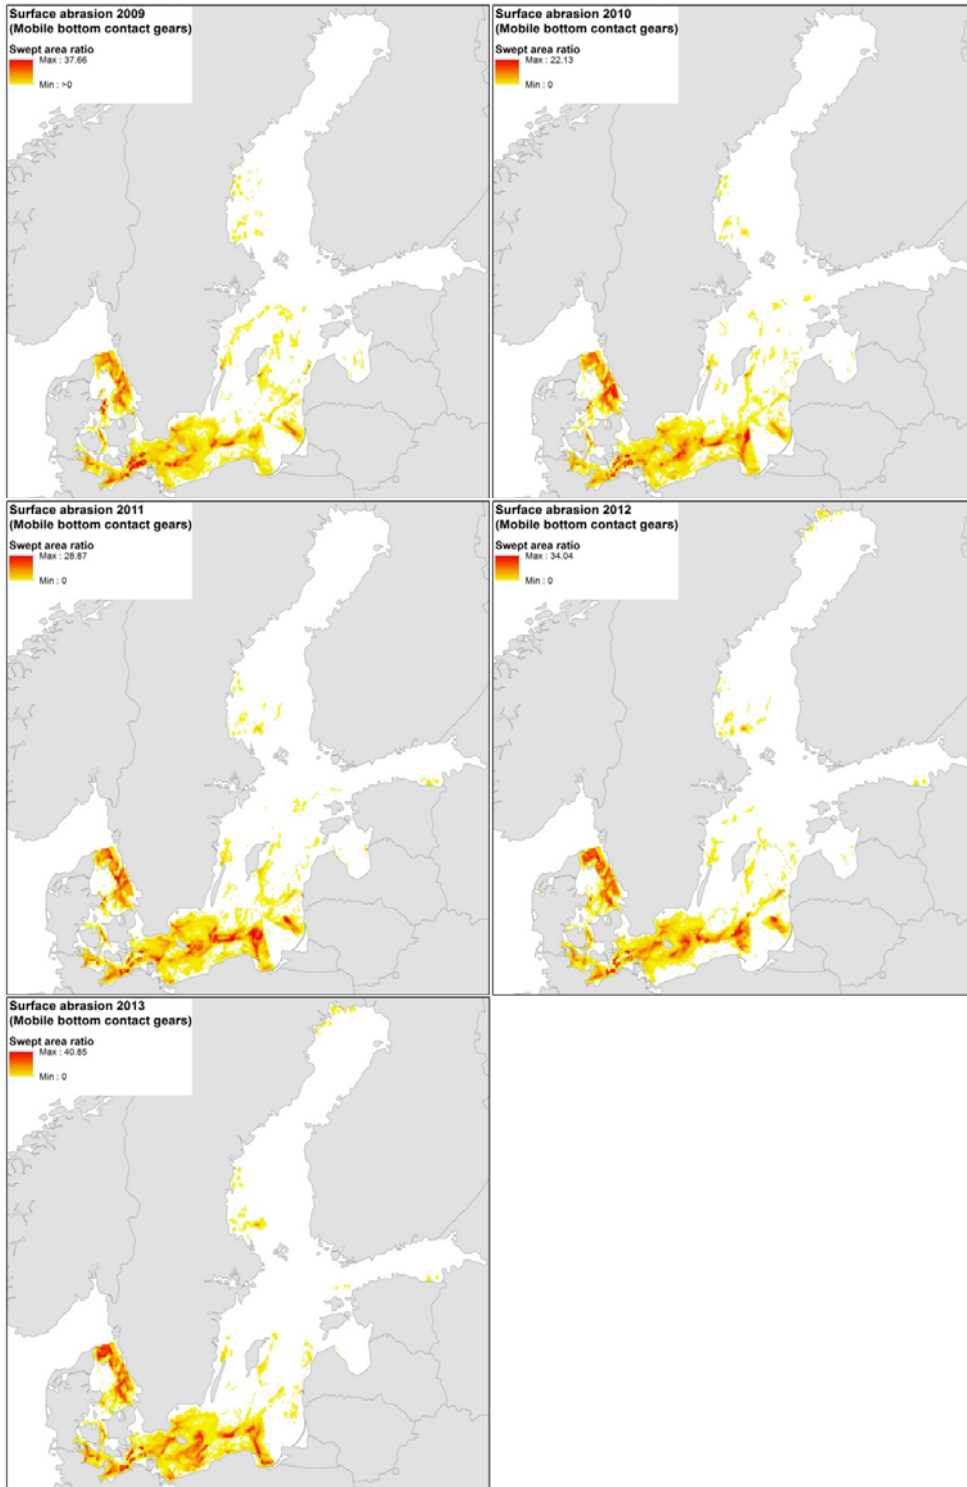 Surface abrasion 2009
(Mobile bottom contact gears)
Swept area ratio
Max : 37.66
Min : >0
Surface abrasion 2010
(Mobile bottom contact gears)
Swept area ratio
Max : 22.13
Min : 0
Surface abrasion 2011
(Mobile bottom contact gears)
Swept area ratio
Max : 28.87
Min : 0
Surface abrasion 2012
(Mobile bottom contact gears)
Swept area ratio
Max : 34.04
Min : 0
Surface abrasion 2013
(Mobile bottom contact gears)
Swept area ratio
Max : 40.85
Min : 0